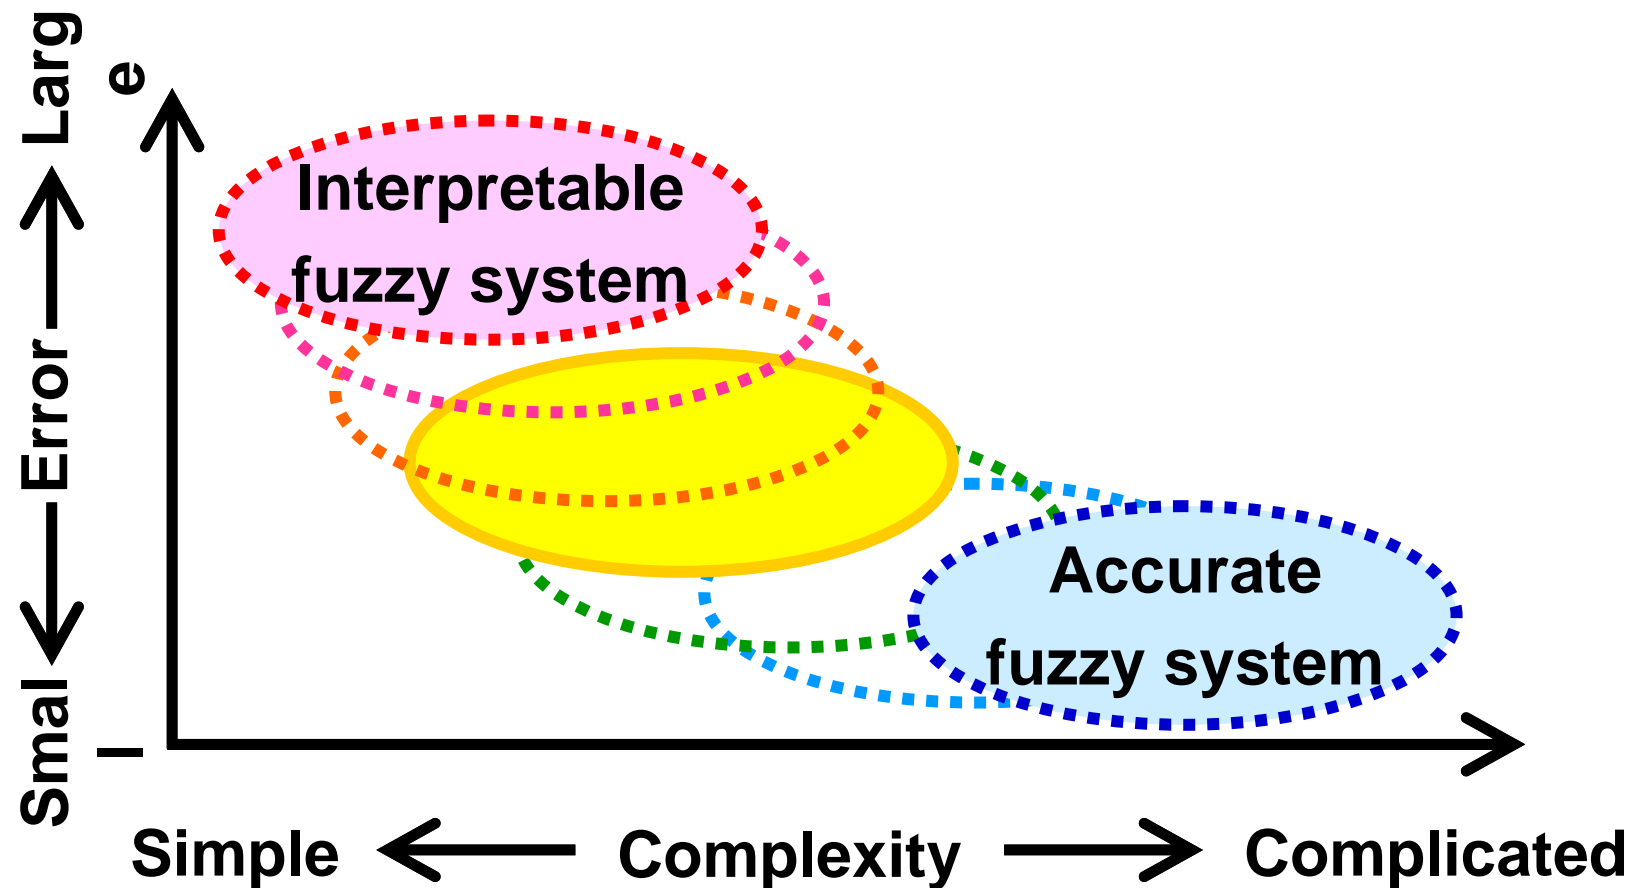 Larg
e
Error
Smal
l
Interpretable
fuzzy system
Accurate
fuzzy system
Simple
Complexity
Complicated